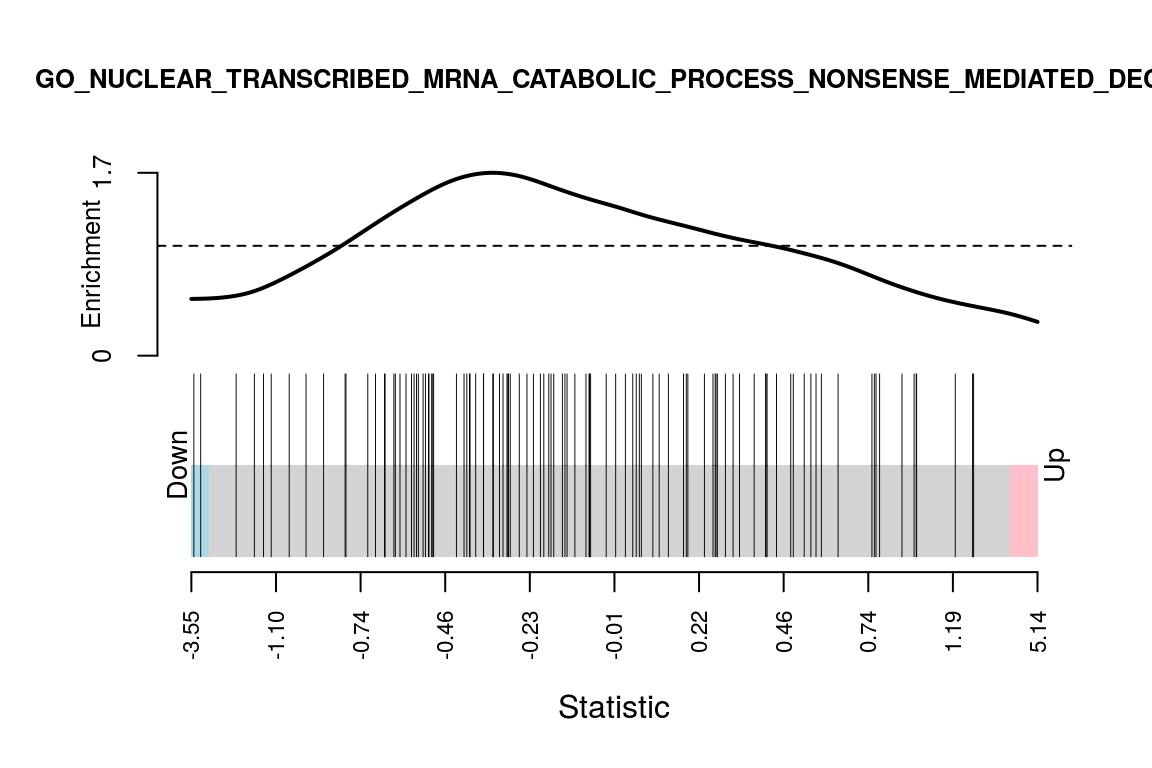 GO_NUCLEAR_TRANSCRIBED_MRNA_CATABOLIC_PROCESS_NONSENSE_MEDIATED_DEC
1.7
Enrichment
0
Down
Up
-3.55 -1.10 -0.74 -0.46 -0.23 -0.01 0.22 0.46 0.74 1.19 5.14
Statistic